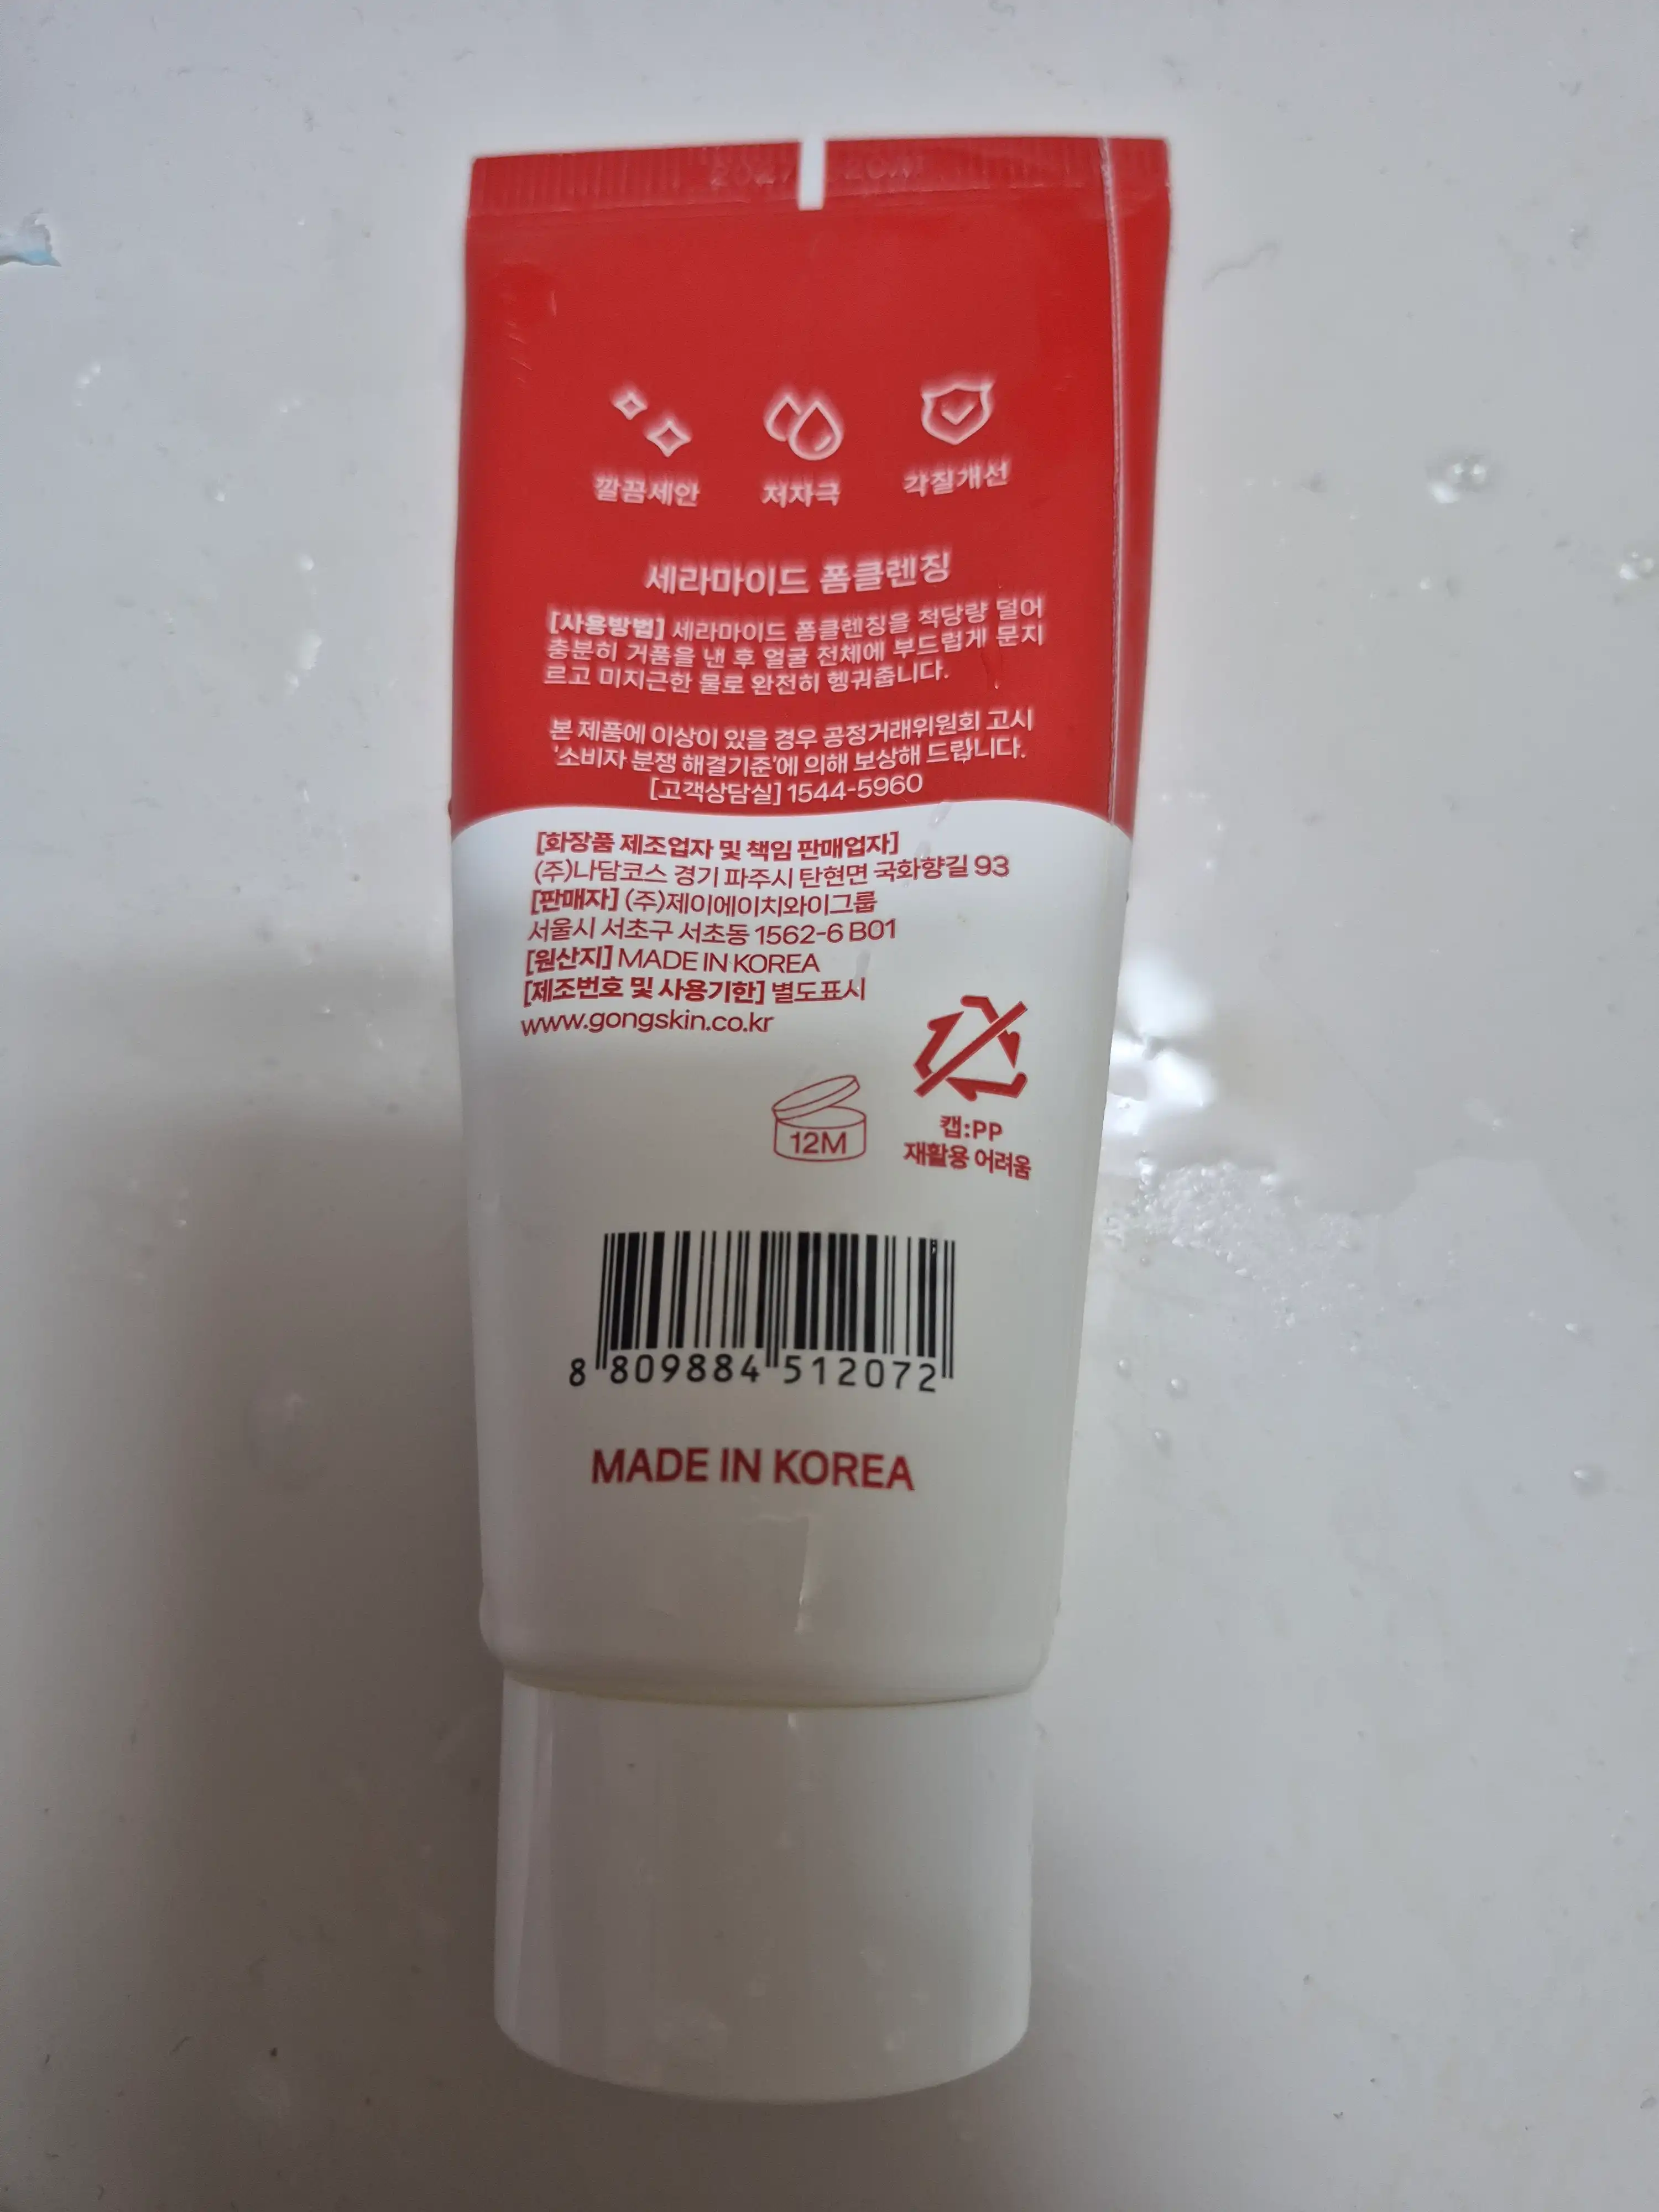 깔끔세안 저자극 각질개선
세라마이드 폼클렌징
[사용방법] 세라마이드 폼클렌징을 적당량 덜어
충분히 거품을 낸 후 얼굴 전체에 부드럽게 문지
르고 미지근한 물로 완전히 헹궈줍니다.
본 제품에 이상이 있을 경우 공정거래위원회 고시
'소비자 분쟁 해결기준'에 의해 보상해 드립니다.
[고객상담실] 1544-5960
[화장품 제조업자 및 책임 판매업자]
(주)나담코스 경기 파주시 탄현면 국화향길 93
[판매자] (주)제이에이치와이그룹
서울시 서초구 서초동 1562-6 B01
[원산지] MADE IN KOREA
[제조번호 및 사용기한] 별도표시
www.gongskin.co.kr
12M
캡:PP
재활용 어려움
8 809884 512072
MADE IN KOREA